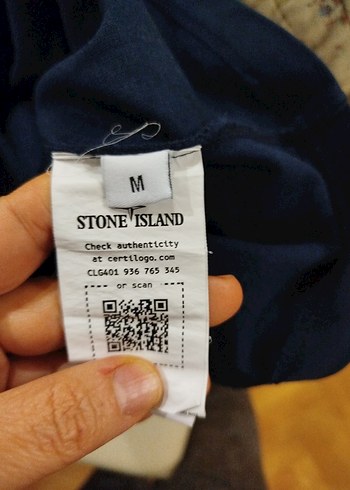 M
STONE ISLAND
Check authenticity
at certilogo.com
CLG401 936 765 345
or scan